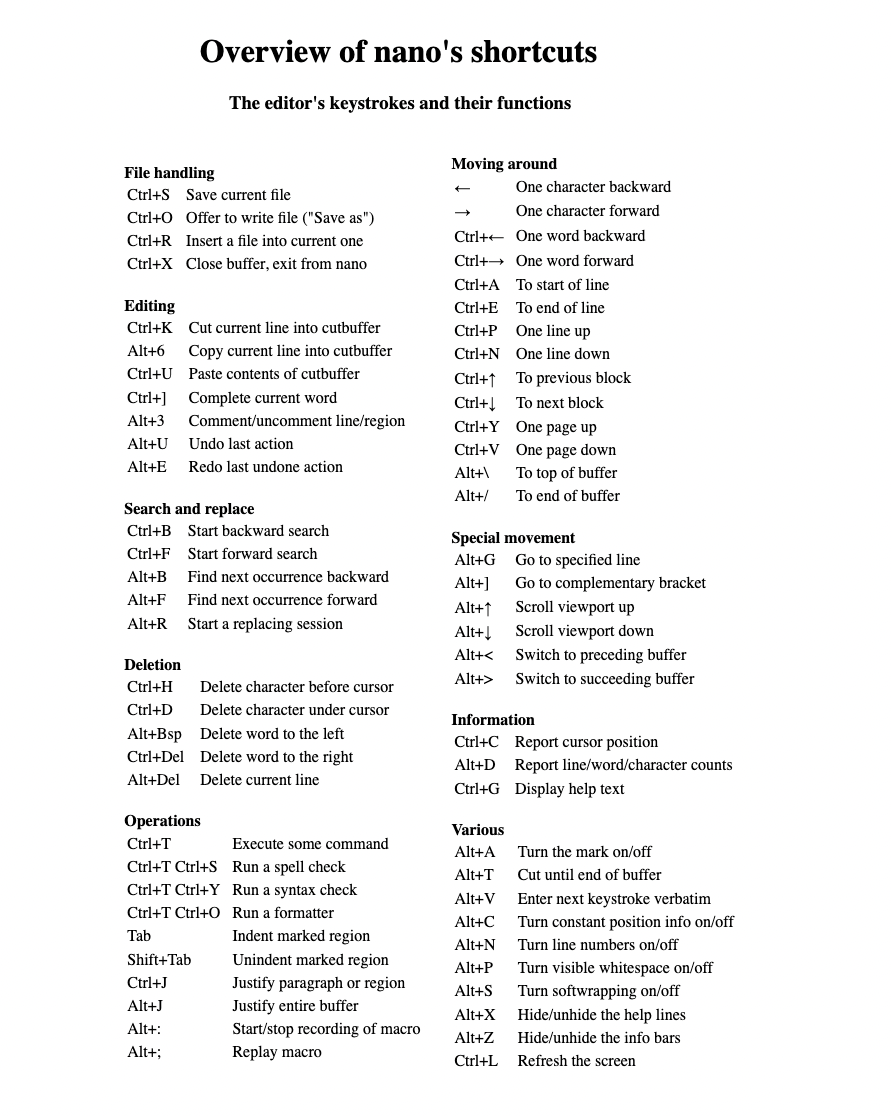 Overview of nano's shortcuts
The editor's keystrokes and their functions
File handling
Ctrl+S Save current file
Ctrl+O Offer to write file ("Save as")
Ctrl+R Insert a file into current one
Ctrl+X Close buffer, exit from nano
Editing
Ctrl+K Cut current line into cutbuffer
Alt+6 Copy current line into cutbuffer
Ctrl+U Paste contents of cutbuffer
Ctrl+] Complete current word
Alt+3 Comment/uncomment line/region
Alt+U Undo last action
Alt+E Redo last undone action
Search and replace
Ctrl+B Start backward search
Ctrl+F Start forward search
Alt+B Find next occurrence backward
Alt+F Find next occurrence forward
Alt+R Start a replacing session
Deletion
Ctrl+H Delete character before cursor
Ctrl+D Delete character under cursor
Alt+Bsp Delete word to the left
Ctrl+Del Delete word to the right
Alt+Del Delete current line
Operations
Ctrl+T Execute some command
Ctrl+T Ctrl+S Run a spell check
Ctrl+T Ctrl+Y Run a syntax check
Ctrl+T Ctrl+O Run a formatter
Tab Indent marked region
Shift+Tab Unindent marked region
Ctrl+J Justify paragraph or region
Alt+J Justify entire buffer
Alt+: Start/stop recording of macro
Alt+; Replay macro
Moving around
← One character backward
→ One character forward
Ctrl+← One word backward
Ctrl+→ One word forward
Ctrl+A To start of line
Ctrl+E To end of line
Ctrl+P One line up
Ctrl+N One line down
Ctrl+↑ To previous block
Ctrl+↓ To next block
Ctrl+Y One page up
Ctrl+V One page down
Alt+\ To top of buffer
Alt+/ To end of buffer
Special movement
Alt+G Go to specified line
Alt+] Go to complementary bracket
Alt+↑ Scroll viewport up
Alt+↓ Scroll viewport down
Alt+< Switch to preceding buffer
Alt+> Switch to succeeding buffer
Information
Ctrl+C Report cursor position
Alt+D Report line/word/character counts
Ctrl+G Display help text
Various
Alt+A Turn the mark on/off
Alt+T Cut until end of buffer
Alt+V Enter next keystroke verbatim
Alt+C Turn constant position info on/off
Alt+N Turn line numbers on/off
Alt+P Turn visible whitespace on/off
Alt+S Turn softwrapping on/off
Alt+X Hide/unhide the help lines
Alt+Z Hide/unhide the info bars
Ctrl+L Refresh the screen